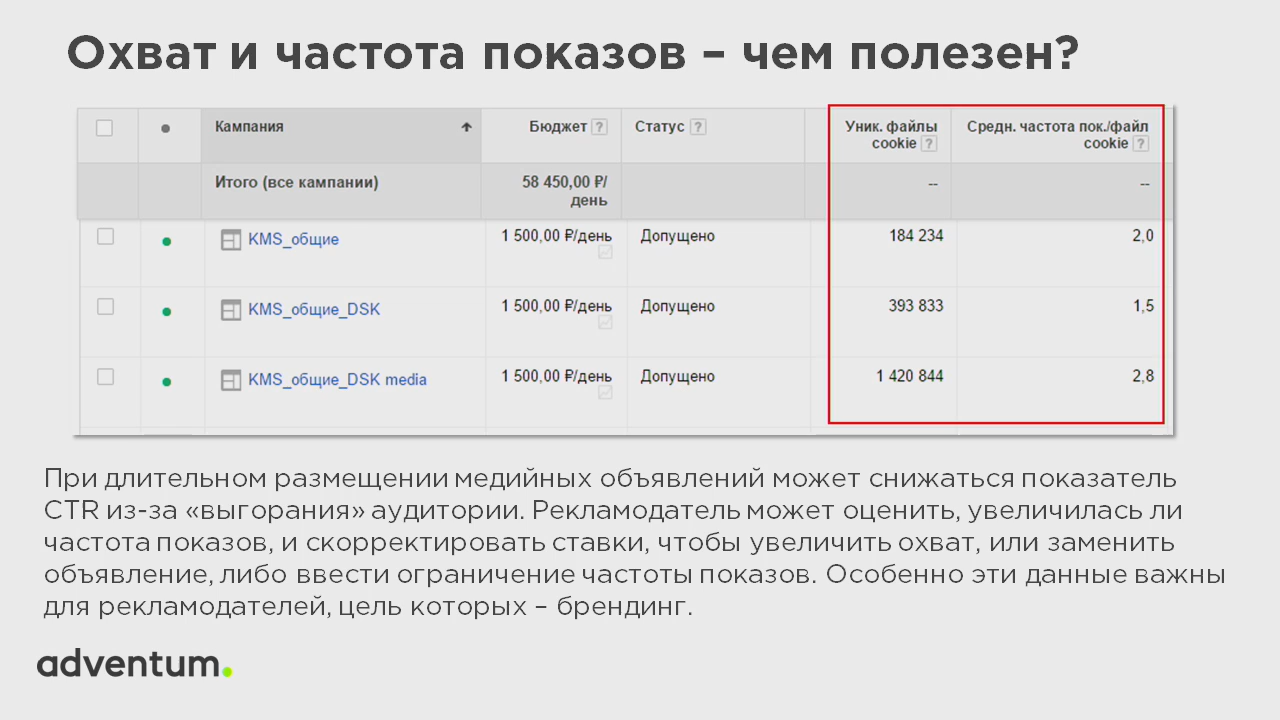 Охват и частота показов – чем полезен?
Кампания Бюджет ? Статус ? Уник. файлы cookie ? Средн. частота пок./файл cookie ?
Итого (все кампании) 58 450,00 ₽/день -- --
KMS_общие 1 500,00 ₽/день Допущено 184 234 2,0
KMS_общие_DSK 1 500,00 ₽/день Допущено 393 833 1,5
KMS_общие_DSK media 1 500,00 ₽/день Допущено 1 420 844 2,8
При длительном размещении медийных объявлений может снижаться показатель
CTR из-за «выгорания» аудитории. Рекламодатель может оценить, увеличилась ли
частота показов, и скорректировать ставки, чтобы увеличить охват, или заменить
объявление, либо ввести ограничение частоты показов. Особенно эти данные важны
для рекламодателей, цель которых – брендинг.
adventum.